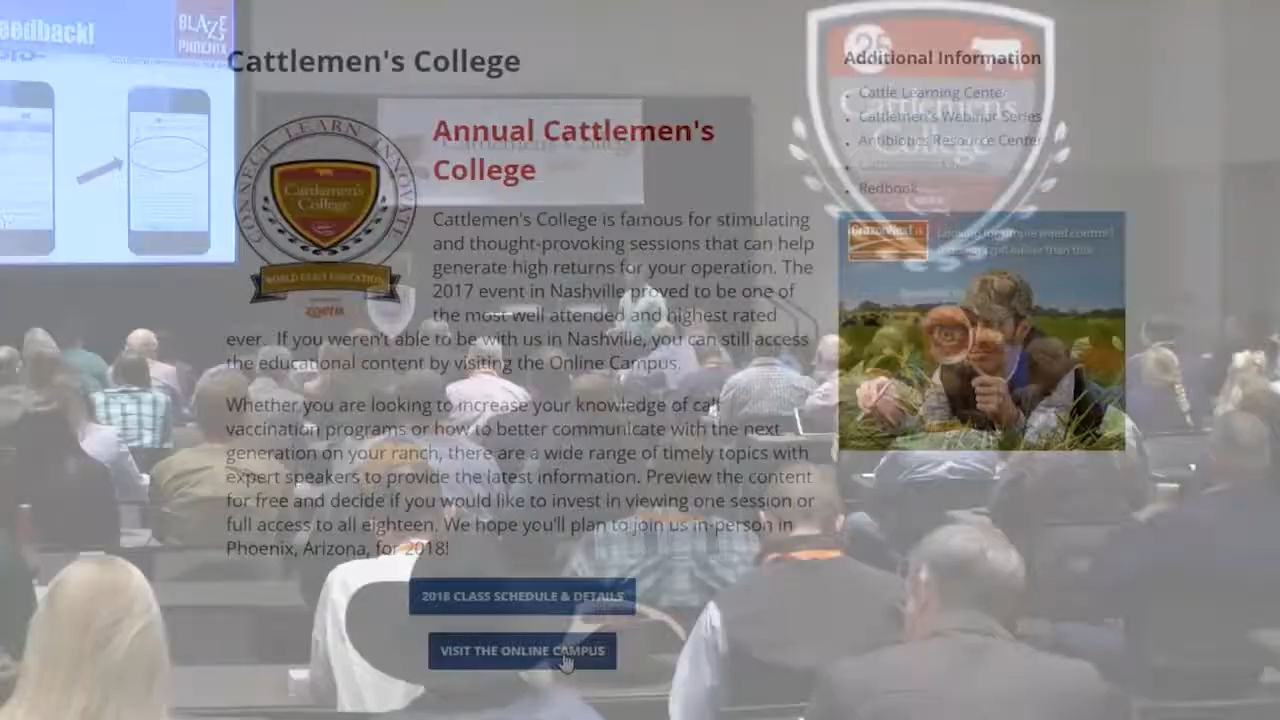 eedback!
BLAZE
PHOENIX
Cattlemen's College
CONNECT LEARN INNOVATE
Cattlemen's
College
WORLD CLASS EDUCATION
zoetis
Annual Cattlemen's
College
Cattlemen's College is famous for stimulating
and thought-provoking sessions that can help
generate high returns for your operation. The
2017 event in Nashville proved to be one of
the most well attended and highest rated
ever. If you weren't able to be with us in Nashville, you can still access
the educational content by visiting the Online Campus.
Whether you are looking to increase your knowledge of calf
vaccination programs or how to better communicate with the next
generation on your ranch, there are a wide range of timely topics with
expert speakers to provide the latest information. Preview the content
for free and decide if you would like to invest in viewing one session or
full access to all eighteen. We hope you'll plan to join us in-person in
Phoenix, Arizona, for 2018!
2018 CLASS SCHEDULE & DETAILS
VISIT THE ONLINE CAMPUS
Additional Information
Cattle Learning Center
Cattlemen's Webinar Series
Antibiotics Resource Center
Redbook
25
Cattlemen's
College
GrazonNext